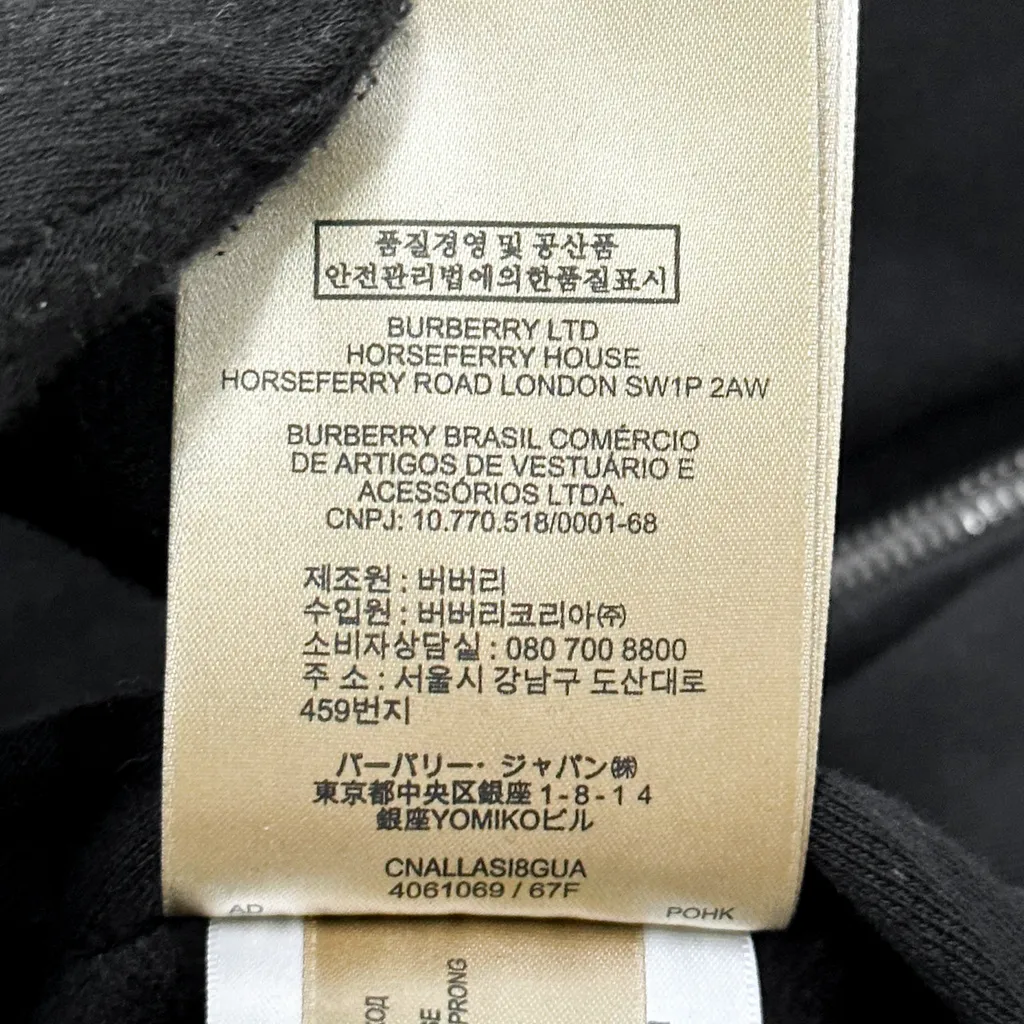 품질경영 및 공산품
안전관리법에의한품질표시
BURBERRY LTD
HORSEFERRY HOUSE
HORSEFERRY ROAD LONDON SW1P 2AW
BURBERRY BRASIL COMÉRCIO
DE ARTIGOS DE VESTUÁRIO E
ACESSÓRIOS LTDA.
CNPJ: 10.770.518/0001-68
제조원 : 버버리
수입원 : 버버리코리아㈜
소비자상담실 : 080 700 8800
주 소 : 서울시 강남구 도산대로
459번지
バーバリー・ジャパン㈱
東京都中央区銀座 1-8-14
銀座YOMIKOビル
CNALLASI8GUA
4061069 / 67F
AD
POHK